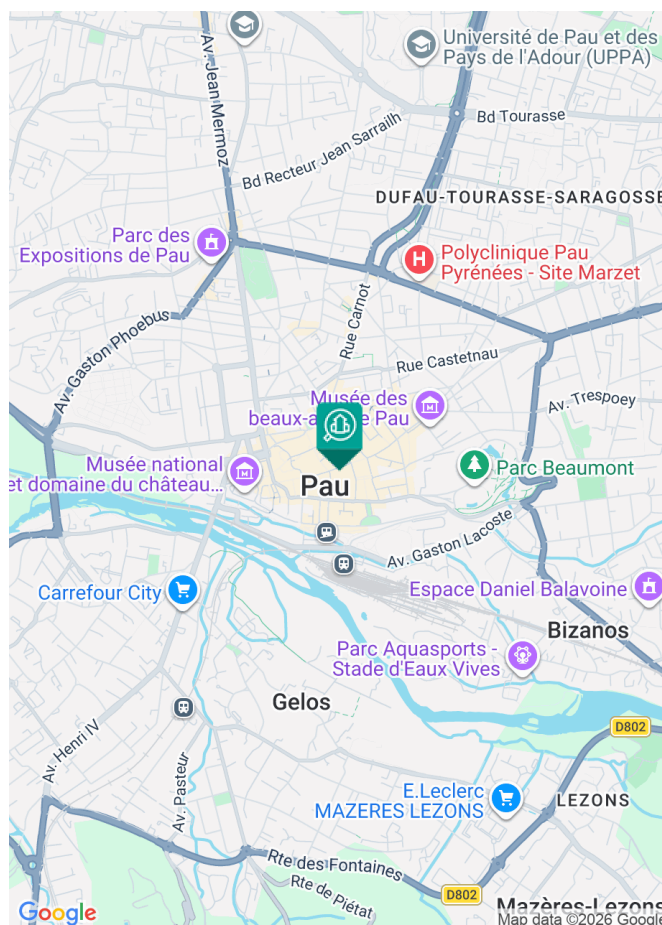 Université de Pau et des
Pays de l'Adour (UPPA)
Av. Jean Mermoz
Bd Tourasse
Bd Recteur Jean Sarrailh
DUFAU-TOURASSE-SARAGOSSE
Parc des
Expositions de Pau
H
Polyclinique Pau
Pyrénées - Site Marzet
Rue Carnot
Av. Gaston Phoebus
Rue Castetnau
Av. Trespoey
Musée des
beaux-a e Pau
Musée national
et domaine du château...
Parc Beaumont
Pau
Av. Gaston Lacoste
Carrefour City
Espace Daniel Balavoine
Bizanos
Parc Aquasports -
Stade d'Eaux Vives
Gelos
D802
Av. Henri IV
Av. Pasteur
E.Leclerc
MAZERES LEZONS
LEZONS
Rte des Fontaines
Rte de Piétat
D802
Mazères-Lezons
Google
Map data ©2026 Google